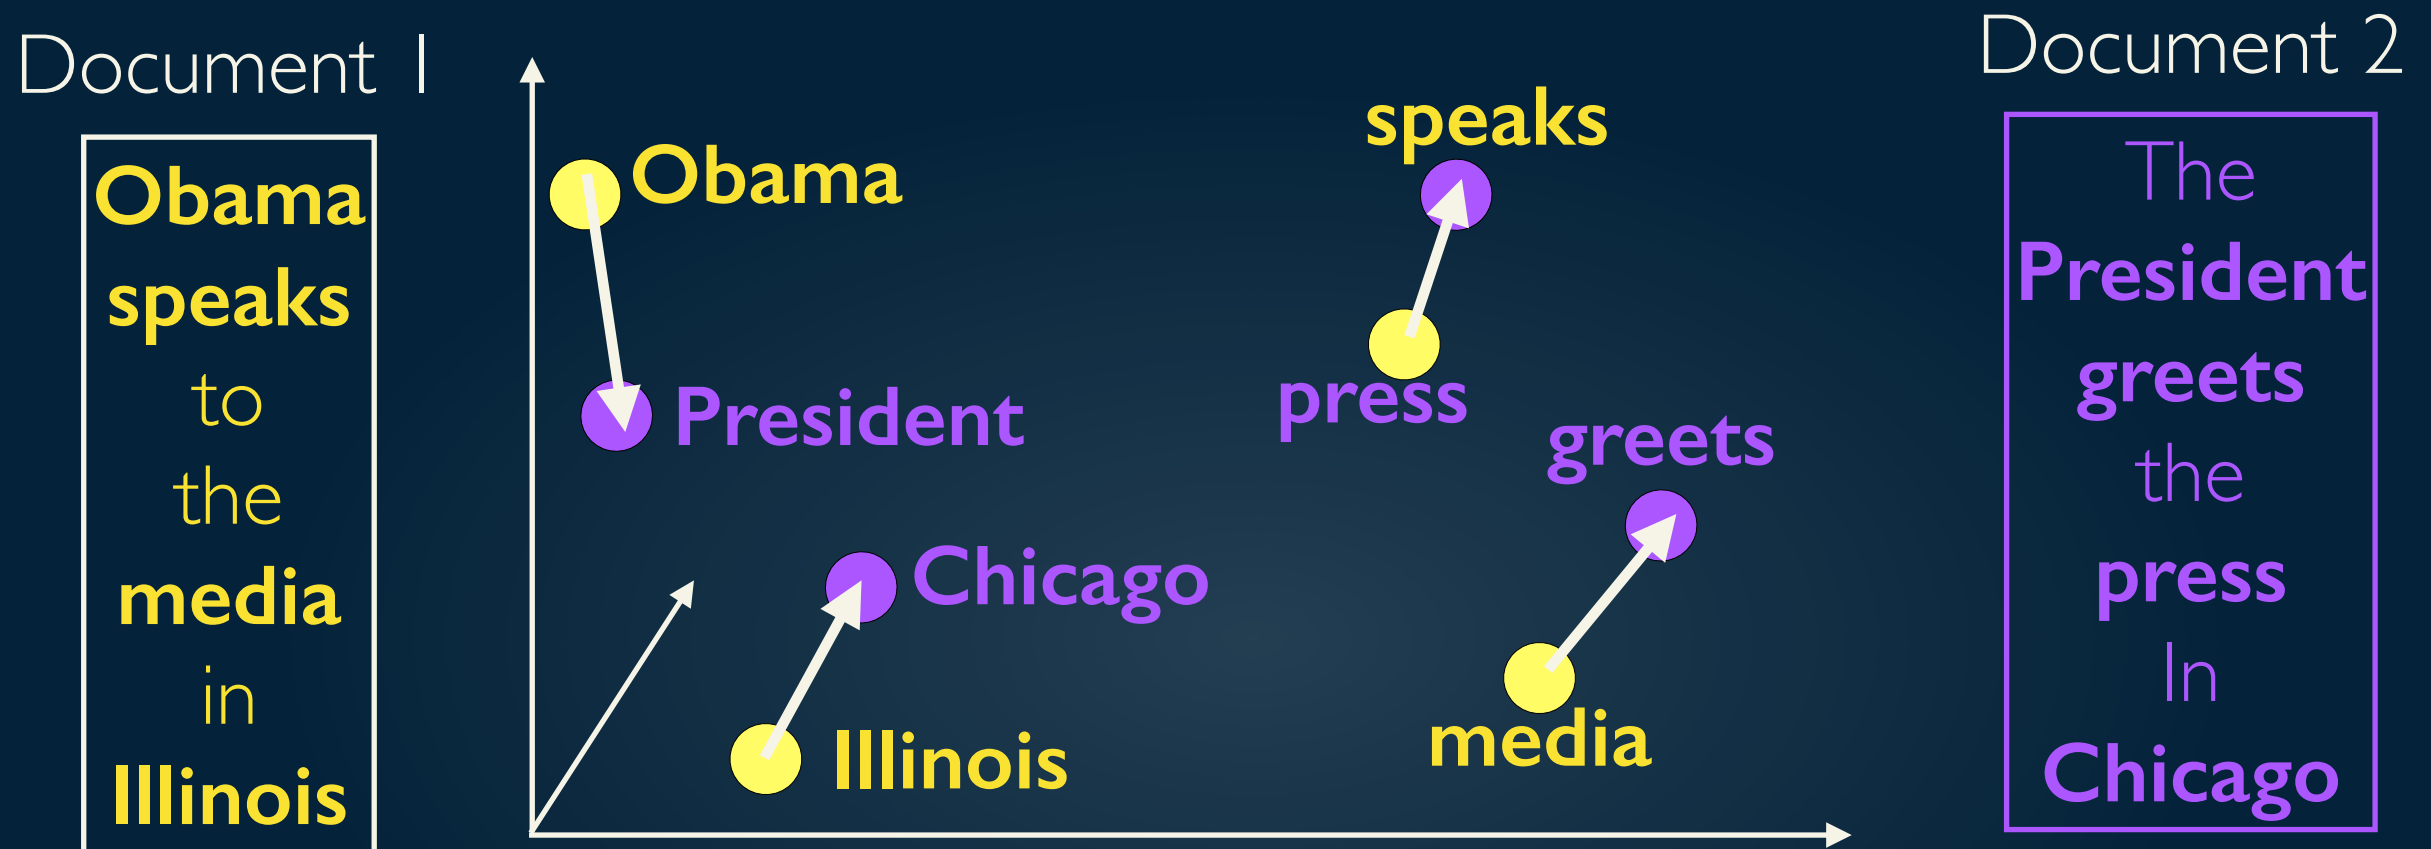 Document 1
Obama
speaks
to
the
media
in
Illinois
Obama
President
Chicago
Illinois
speaks
press
greets
media
Document 2
The
President
greets
the
press
In
Chicago